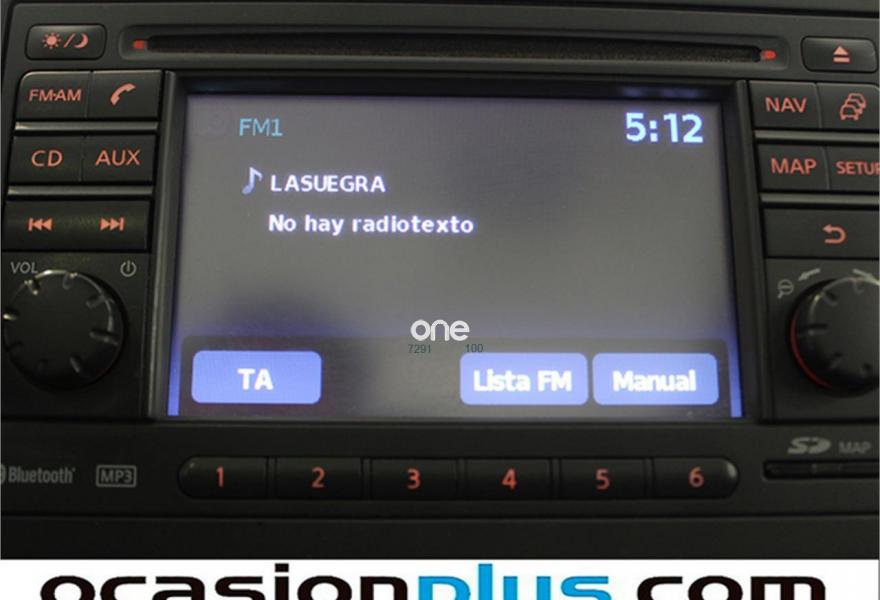 FM·AM
CD AUX
VOL
FM1
5:12
LASUEGRA
No hay radiotexto
one
7291 100
TA Lista FM Manual
NAV
MAP SETUP
Bluetooth MP3
1 2 3 4 5 6
SD MAP
ocasionplus.com